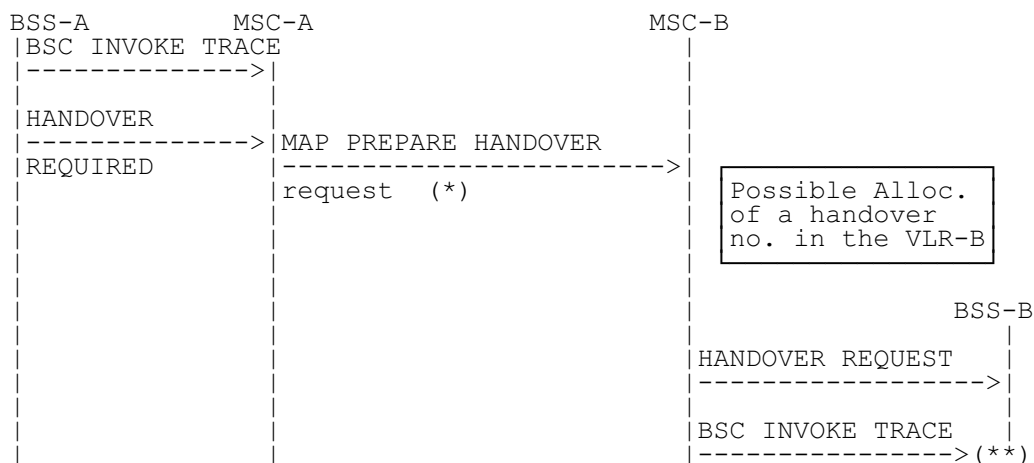 BSS-A MSC-A MSC-B
BSC INVOKE TRACE
HANDOVER
MAP PREPARE HANDOVER
REQUIRED
request (*)
Possible Alloc.
of a handover
no. in the VLR-B
BSS-B
HANDOVER REQUEST
BSC INVOKE TRACE
(**)